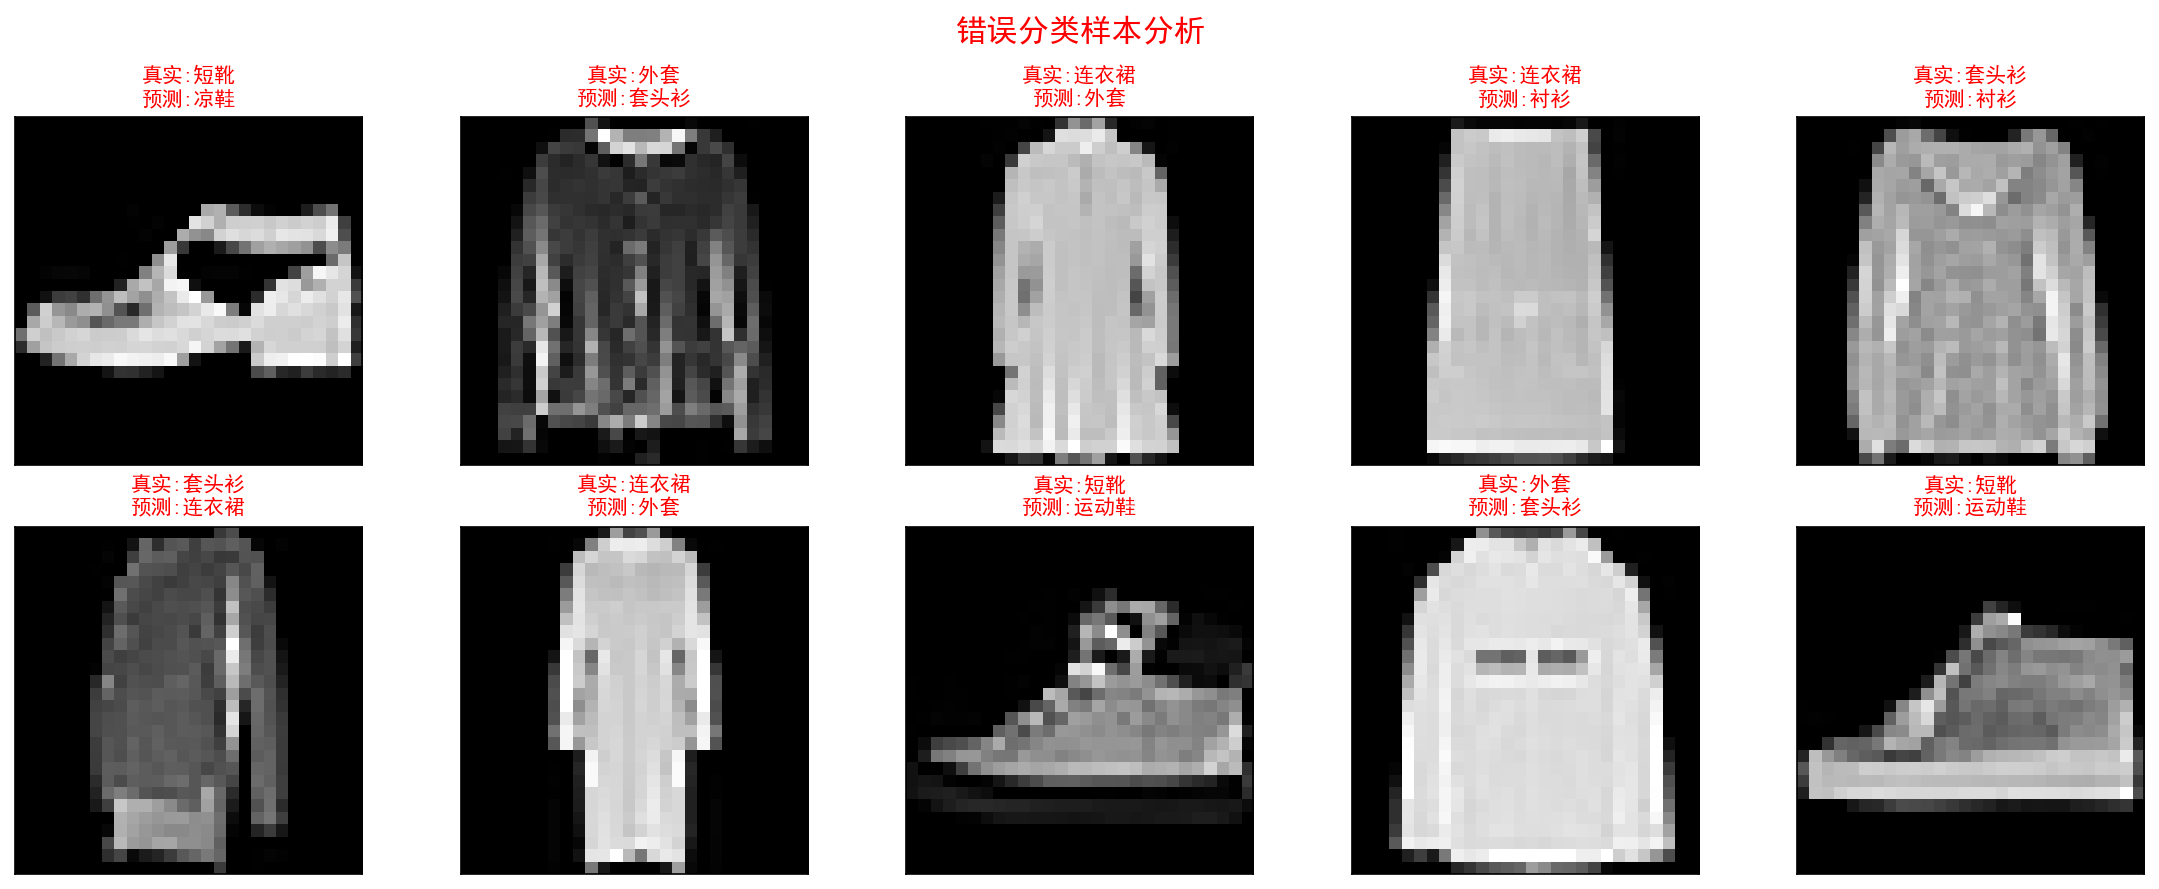 错误分类样本分析
真实:短靴
预测:凉鞋
真实:外套
预测:套头衫
真实:连衣裙
预测:外套
真实:连衣裙
预测:衬衫
真实:套头衫
预测:衬衫
真实:套头衫
预测:连衣裙
真实:连衣裙
预测:外套
真实:短靴
预测:运动鞋
真实:外套
预测:套头衫
真实:短靴
预测:运动鞋